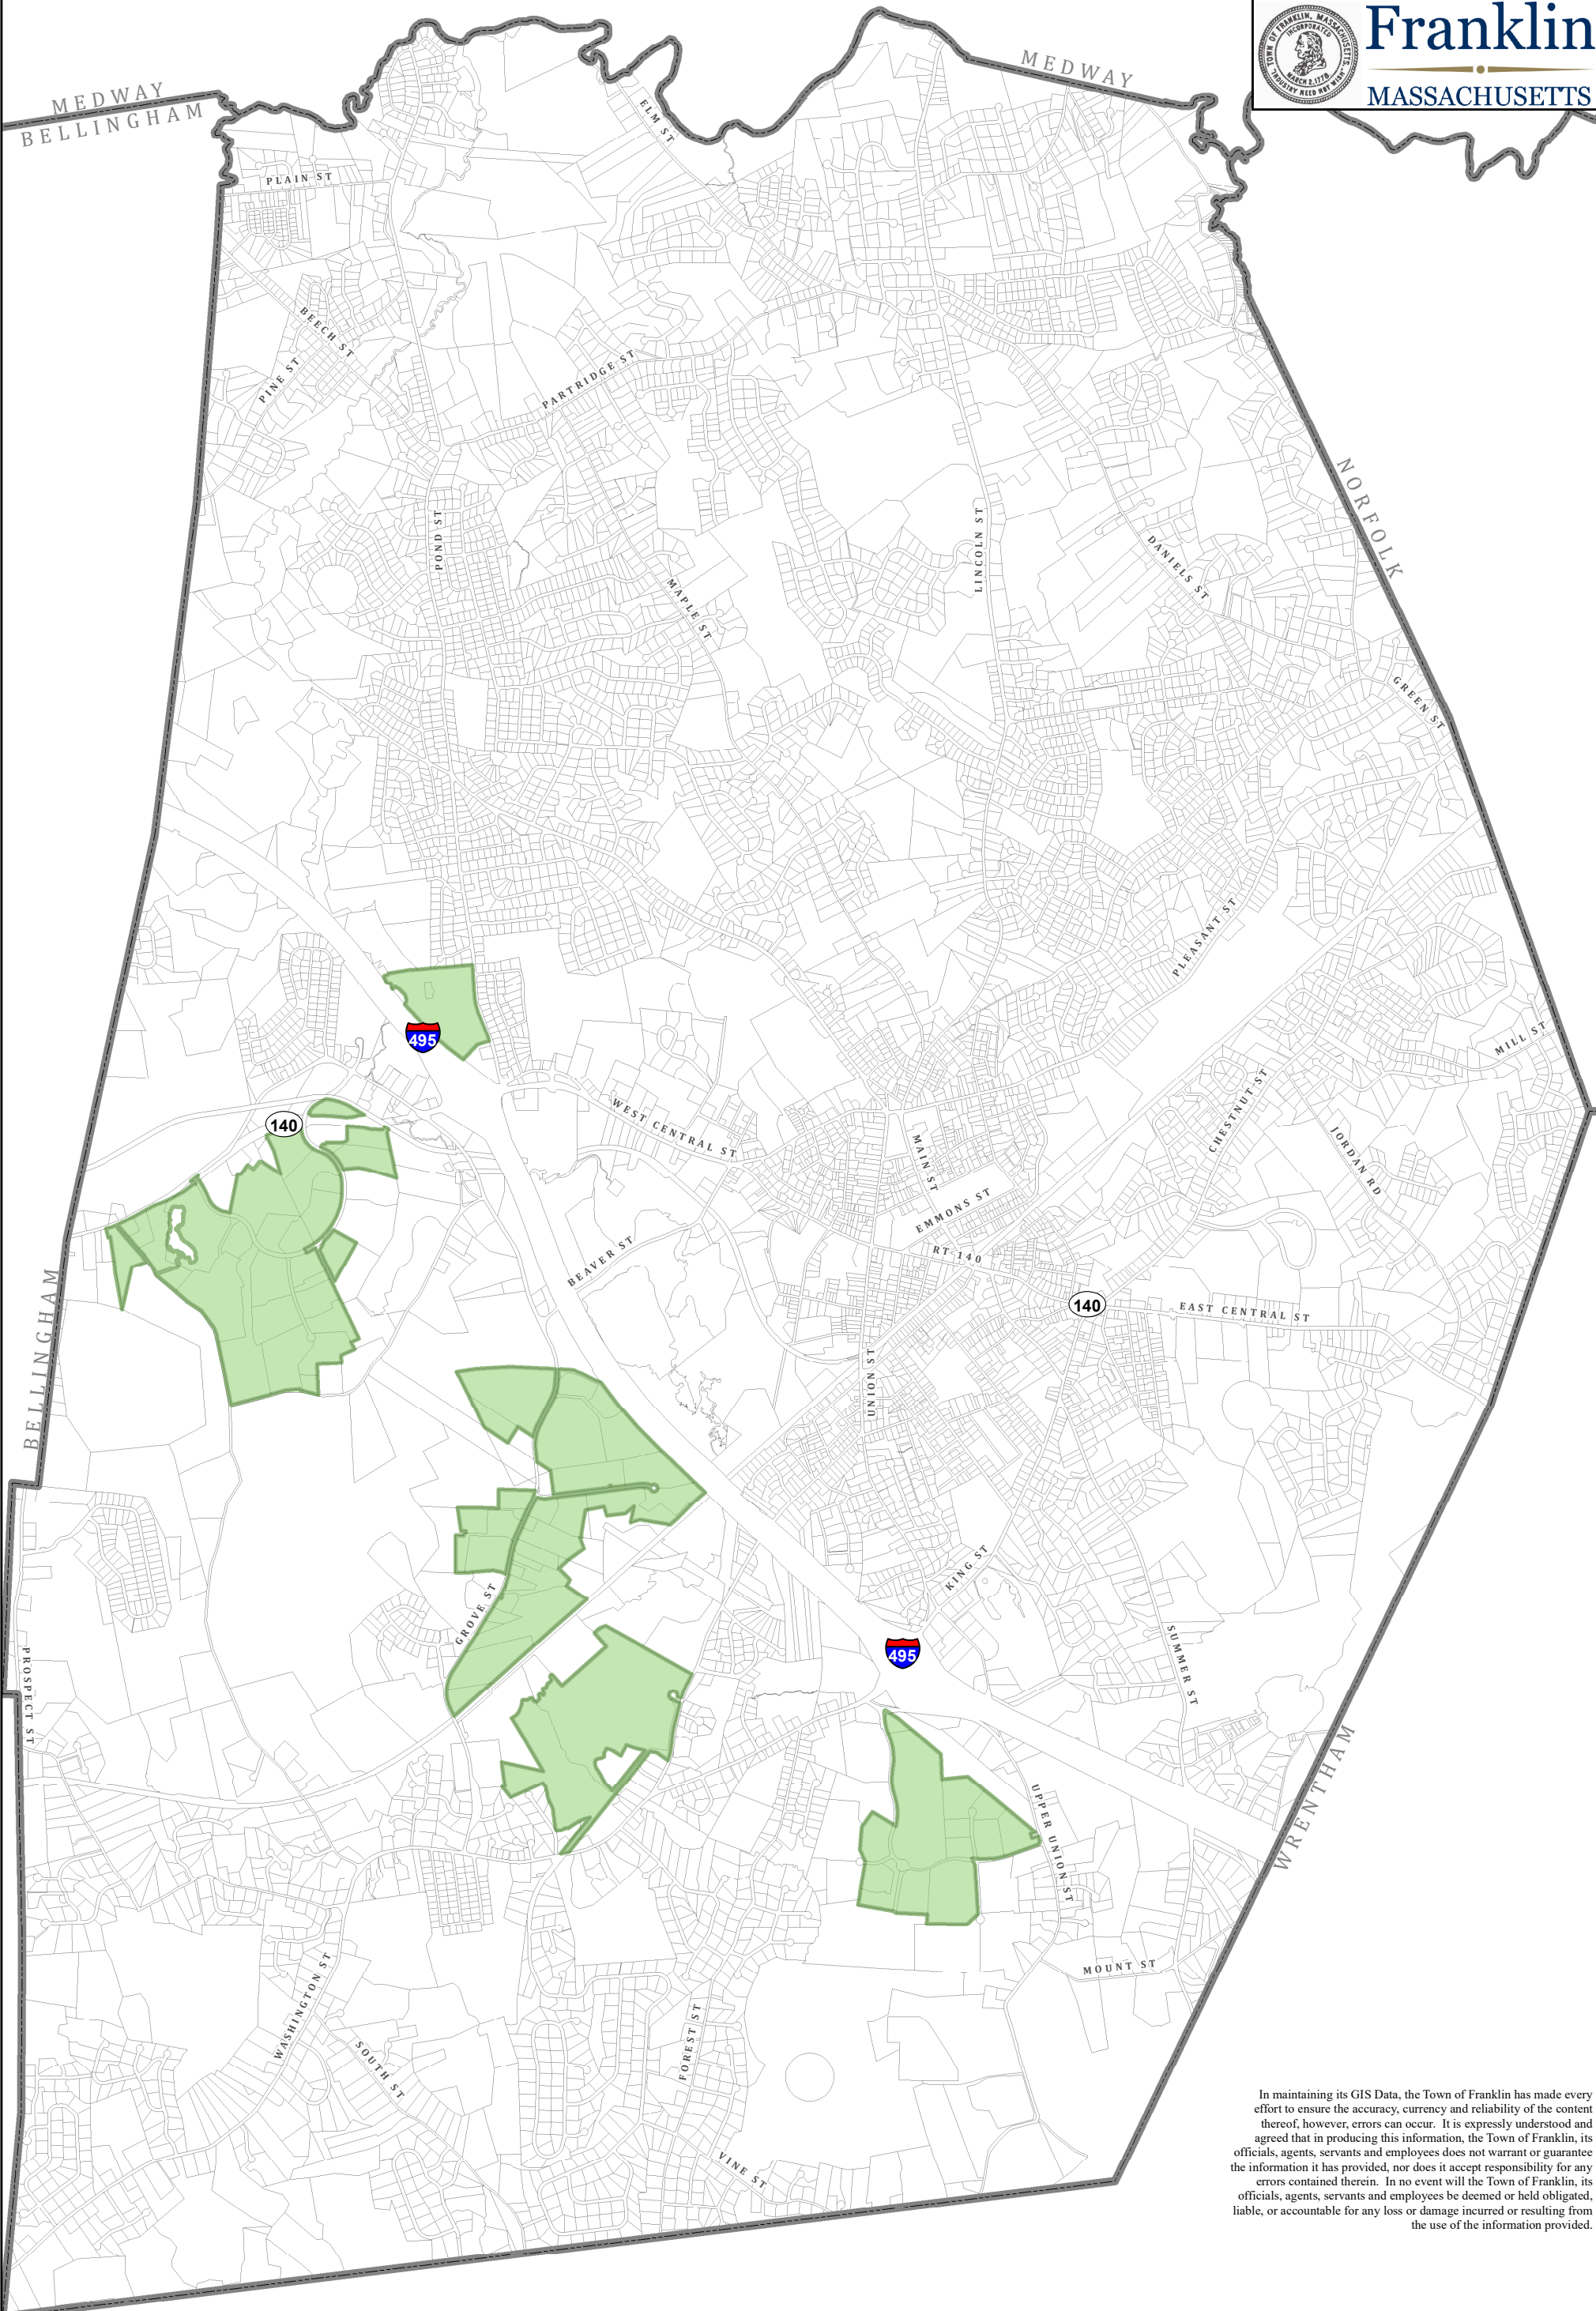 Franklin
MASSACHUSETTS
TOWN OF FRANKLIN, MASSACHUSETTS
INCORPORATED
MARCH 2, 1778
"INDUSTRY NEED NOT WISH"
MEDWAY
BELLINGHAM
MEDWAY
ELM ST
PLAIN ST
BEECH ST
PINE ST
PARTRIDGE ST
NORFOLK
POND ST
LINCOLN ST
DANIELS ST
MAPLE ST
GREEN ST
PLEASANT ST
495
MILL ST
140
WEST CENTRAL ST
CHESTNUT ST
MAIN ST
JORDAN RD
EMMONS ST
BEAVER ST
RT 140
140
EAST CENTRAL ST
BELLINGHAM
UNION ST
KING ST
GROVE ST
PROSPECT ST
495
SUMMER ST
WRENTHAM
UPPER UNION ST
MOUNT ST
WASHINGTON ST
SOUTH ST
FOREST ST
VINE ST
In maintaining its GIS Data, the Town of Franklin has made every
effort to ensure the accuracy, currency and reliability of the content
thereof, however, errors can occur. It is expressly understood and
agreed that in producing this information, the Town of Franklin, its
officials, agents, servants and employees does not warrant or guarantee
the information it has provided, nor does it accept responsibility for any
errors contained therein. In no event will the Town of Franklin, its
officials, agents, servants and employees be deemed or held obligated,
liable, or accountable for any loss or damage incurred or resulting from
the use of the information provided.